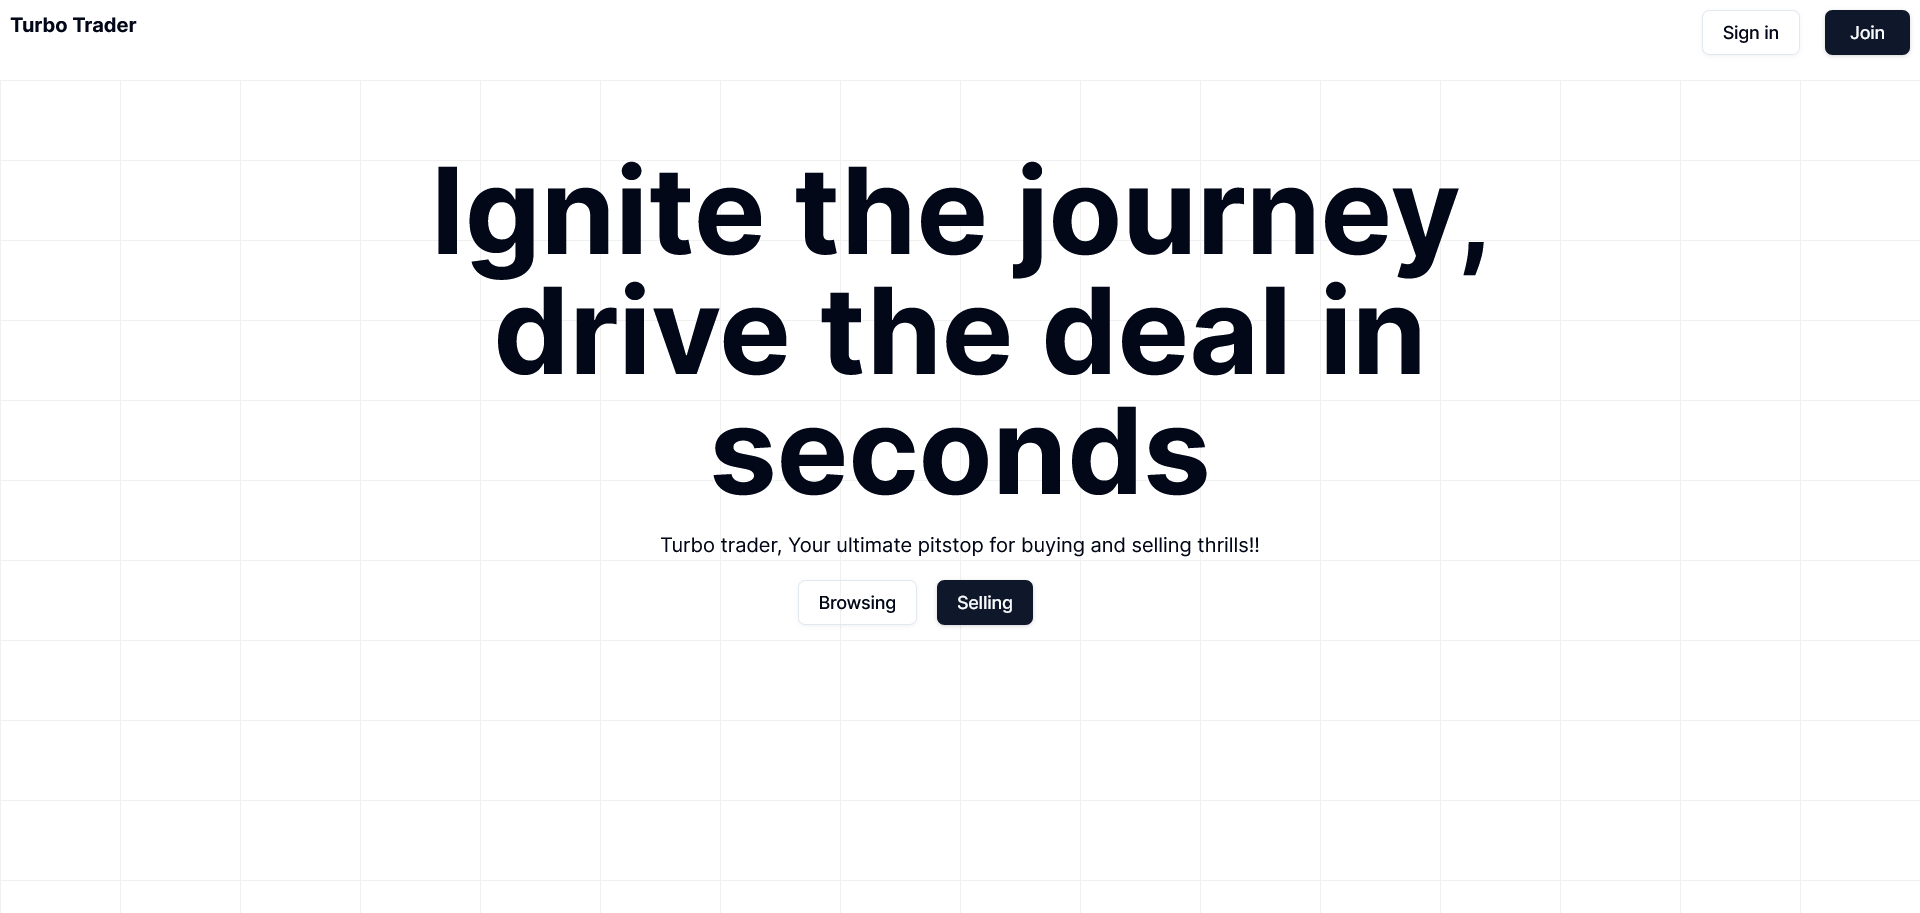 Turbo Trader
Sign in
Join
Ignite the journey,
drive the deal in
seconds
Turbo trader, Your ultimate pitstop for buying and selling thrills!!
Browsing
Selling